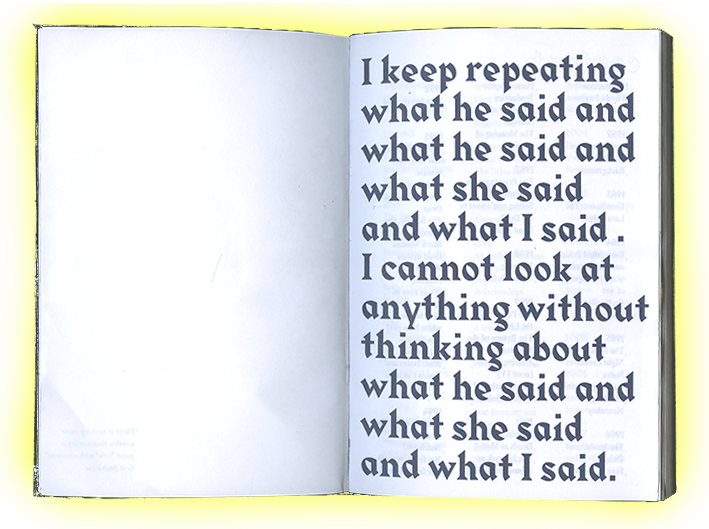 I keep repeating
what he said and
what he said and
what she said
and what I said .
I cannot look at
anything without
thinking about
what he said and
what she said
and what I said.